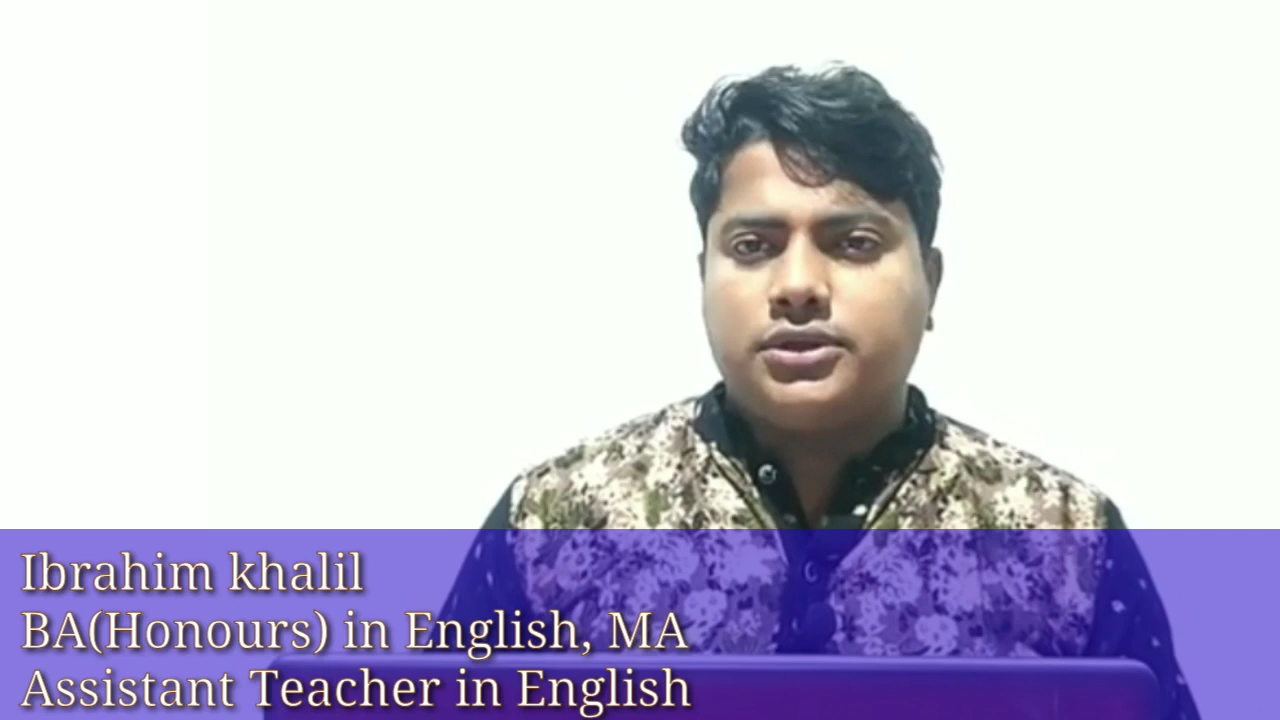 Ibrahim khalil
BA(Honours) in English, MA
Assistant Teacher in English